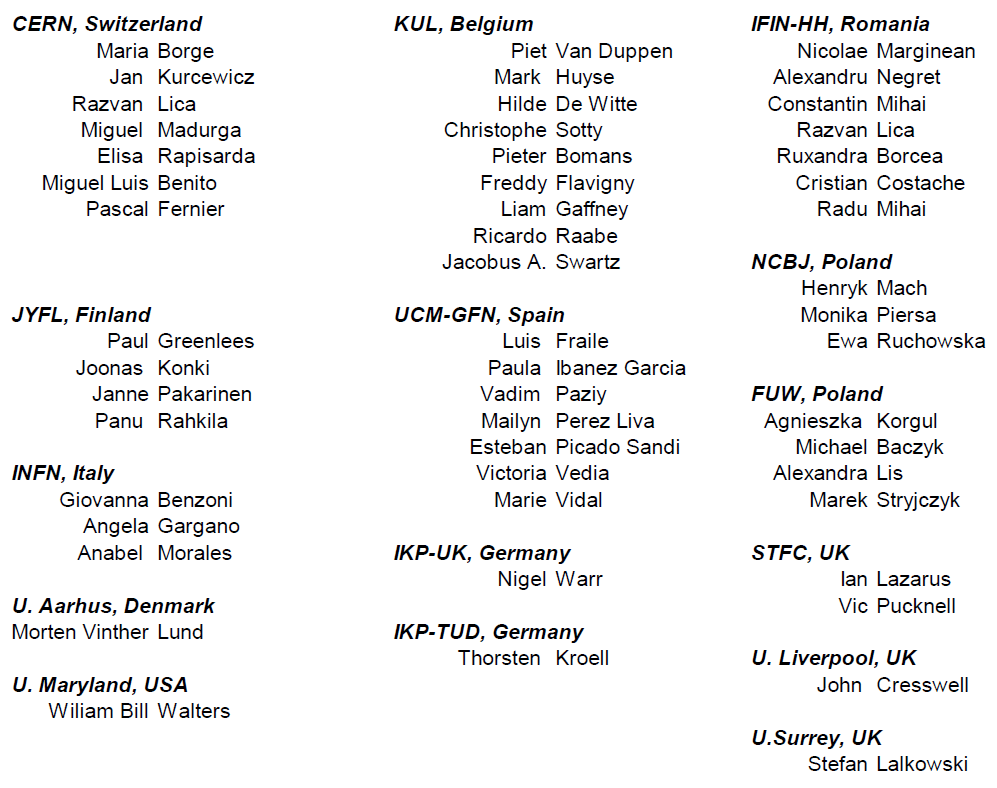 CERN, Switzerland
Maria Borge
Jan Kurcewicz
Razvan Lica
Miguel Madurga
Elisa Rapisarda
Miguel Luis Benito
Pascal Fernier
JYFL, Finland
Paul Greenlees
Joonas Konki
Janne Pakarinen
Panu Rahkila
INFN, Italy
Giovanna Benzoni
Angela Gargano
Anabel Morales
U. Aarhus, Denmark
Morten Vinther Lund
U. Maryland, USA
Wiliam Bill Walters
KUL, Belgium
Piet Van Duppen
Mark Huyse
Hilde De Witte
Christophe Sotty
Pieter Bomans
Freddy Flavigny
Liam Gaffney
Ricardo Raabe
Jacobus A. Swartz
UCM-GFN, Spain
Luis Fraile
Paula Ibanez Garcia
Vadim Paziy
Mailyn Perez Liva
Esteban Picado Sandi
Victoria Vedia
Marie Vidal
IKP-UK, Germany
Nigel Warr
IKP-TUD, Germany
Thorsten Kroell
IFIN-HH, Romania
Nicolae Marginean
Alexandru Negret
Constantin Mihai
Razvan Lica
Ruxandra Borcea
Cristian Costache
Radu Mihai
NCBJ, Poland
Henryk Mach
Monika Piersa
Ewa Ruchowska
FUW, Poland
Agnieszka Korgul
Michael Baczyk
Alexandra Lis
Marek Stryjczyk
STFC, UK
Ian Lazarus
Vic Pucknell
U. Liverpool, UK
John Cresswell
U.Surrey, UK
Stefan Lalkowski